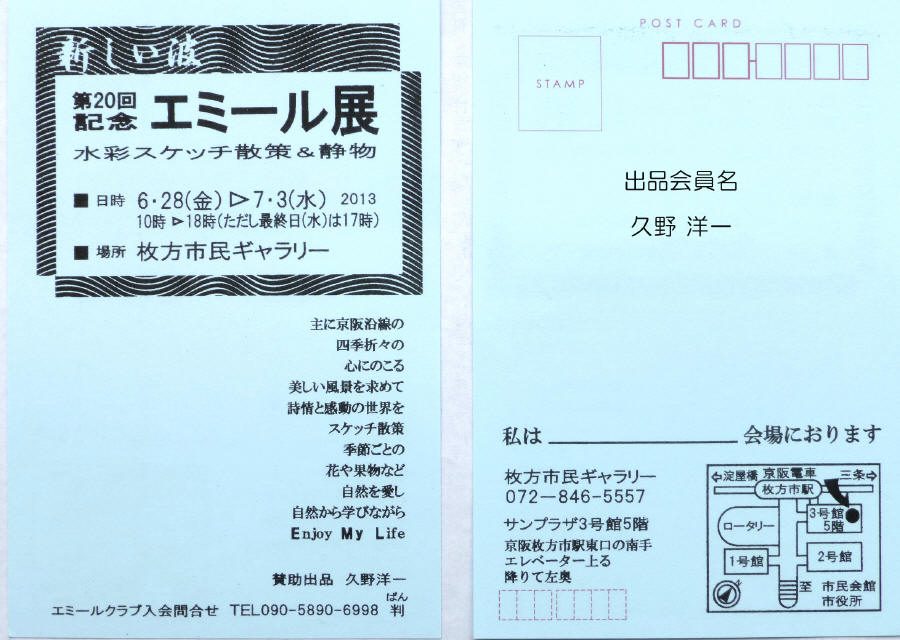 新しい波
第20回
記念 エミール展
水彩スケッチ散策&静物
■ 日時 6・28(金)▷7・3(水) 2013
10時▷18時(ただし最終日(水)は17時)
■ 場所 枚方市民ギャラリー
主に京阪沿線の
四季折々の
心にのこる
美しい風景を求めて
詩情と感動の世界を
スケッチ散策
季節ごとの
花や果物など
自然を愛し
自然から学びながら
Enjoy My Life
賛助出品 久野洋一
ばん
エミールクラブ入会問合せ TEL090-5890-6998 判
POST CARD
STAMP
出品会員名
久野 洋一
私は ＿＿＿＿＿＿＿ 会場におります
枚方市民ギャラリー
072－846-5557
サンプラザ3号館5階
京阪枚方市駅東口の南手
エレベーター上る
降りて左奥
⇦淀屋橋 京阪電車 三条⇨
枚方市駅
3号館
5階
ロータリー
1号館
2号館
至 市民会館
市役所